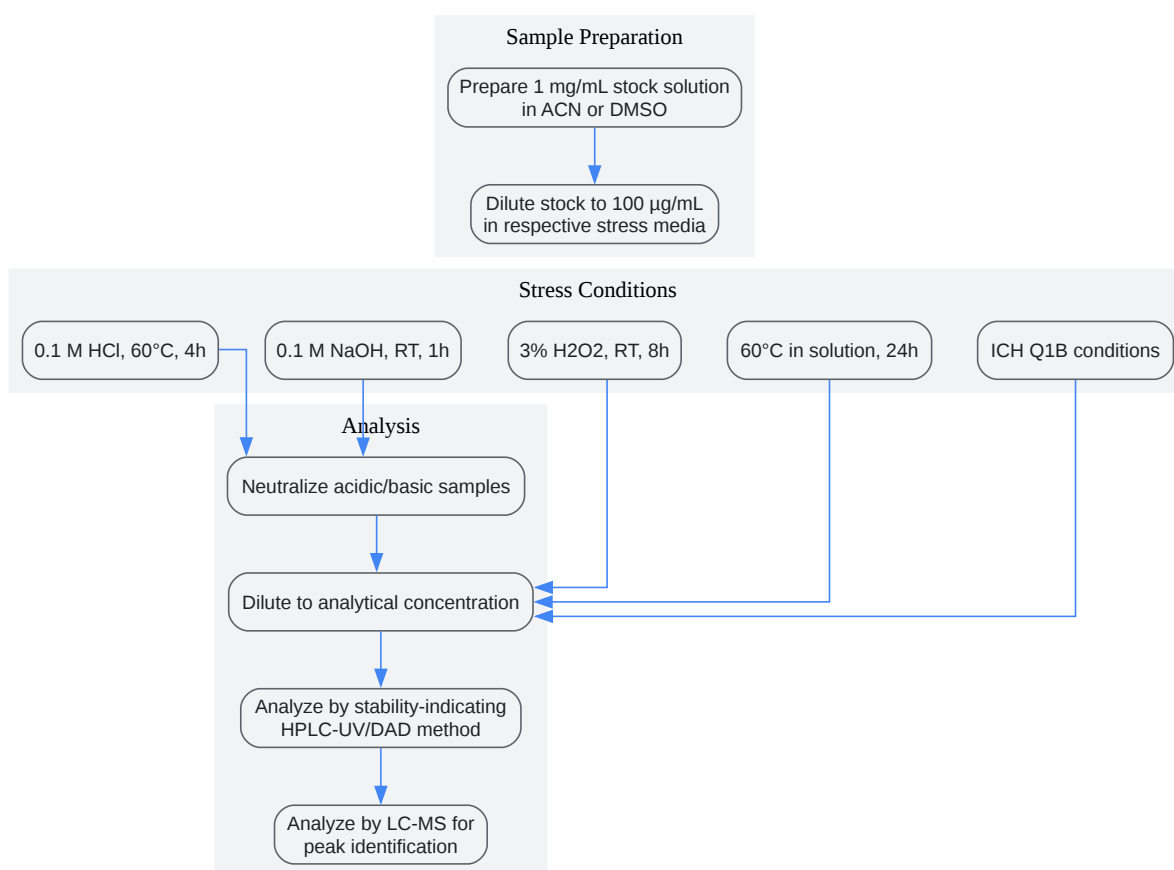 Sample Preparation
Prepare 1 mg/mL stock solution
in ACN or DMSO
Dilute stock to 100 µg/mL
in respective stress media
Stress Conditions
0.1 M HCl, 60°C, 4h
0.1 M NaOH, RT, 1h
3% H2O2, RT, 8h
60°C in solution, 24h
ICH Q1B conditions
Analysis
Neutralize acidic/basic samples
Dilute to analytical concentration
Analyze by stability-indicating
HPLC-UV/DAD method
Analyze by LC-MS for
peak identification